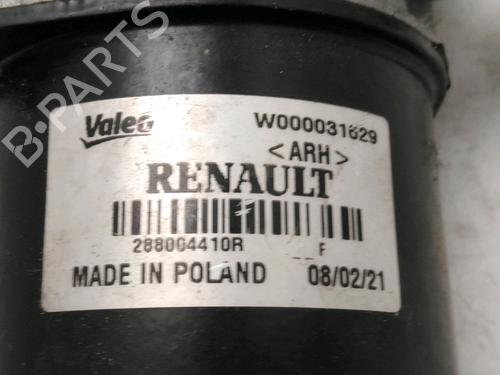 B-PARTS
Valeo W000031629
<ARH>
RENAULT
288004410R F
MADE IN POLAND 08/02/21